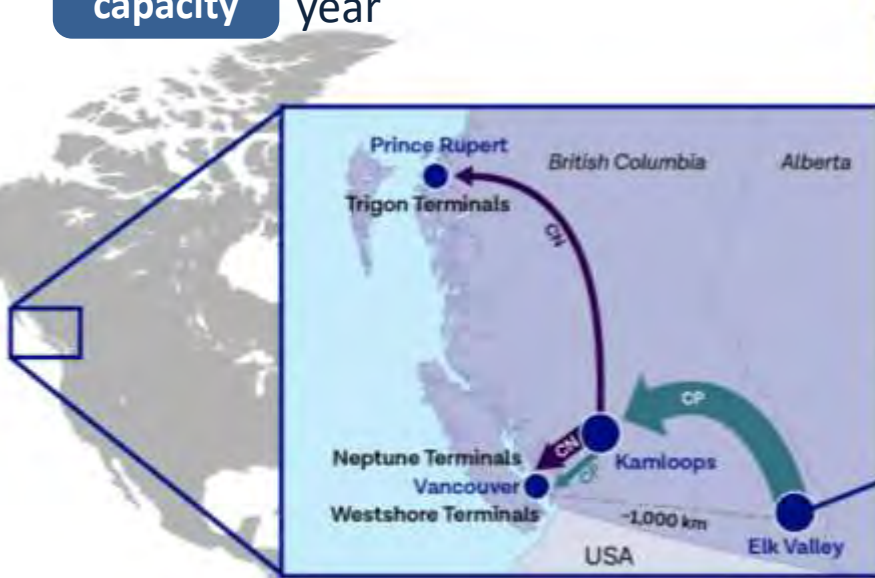 capacity year
Prince Rupert
British Columbia
Alberta
Trigon Terminals
CN
CP
CN
Neptune Terminals
Kamloops
Vancouver
Westshore Terminals
~1,000 km
Elk Valley
USA